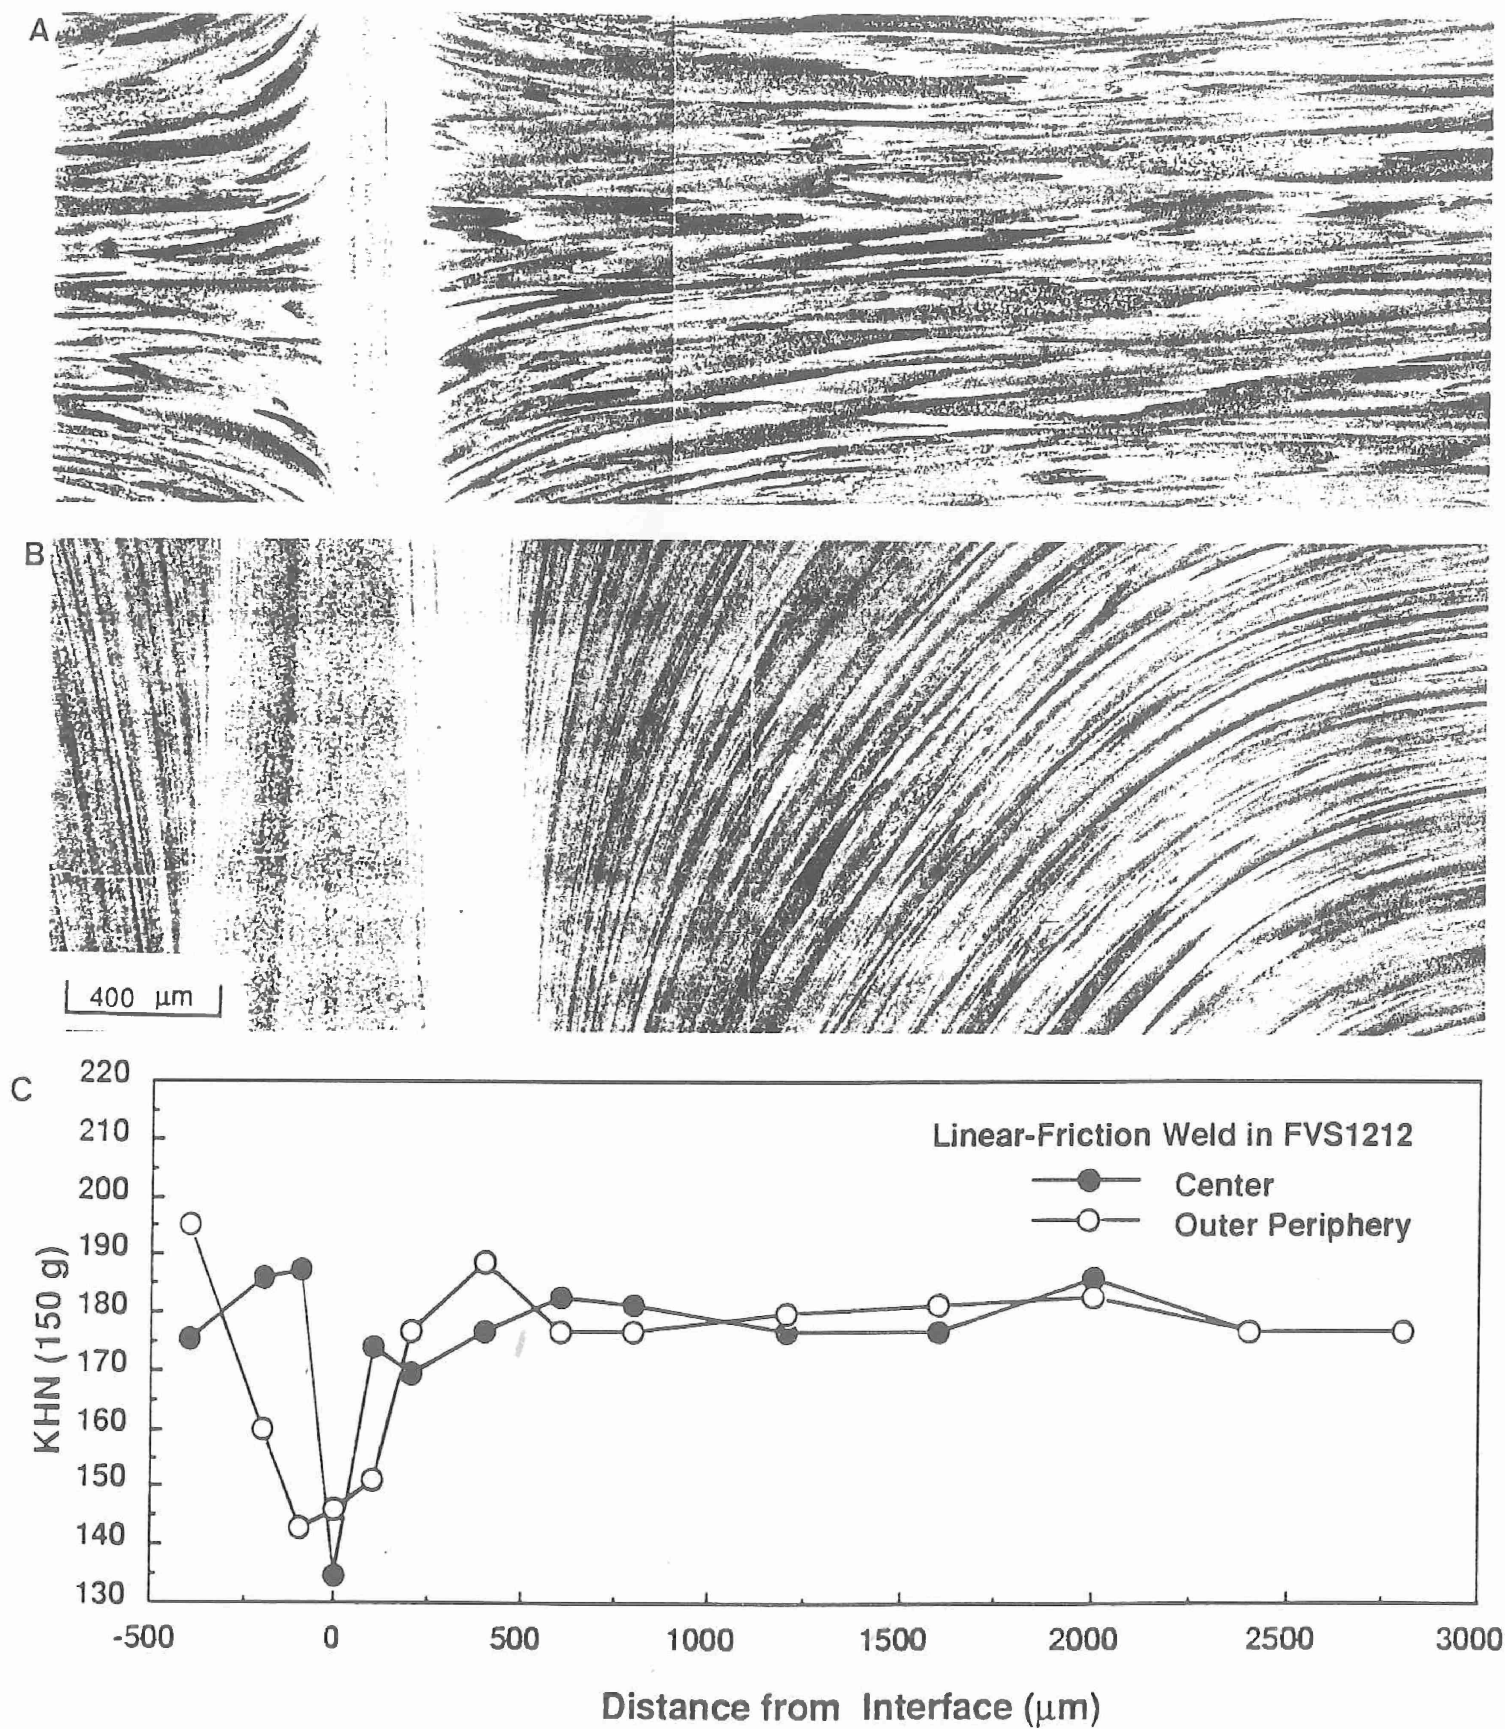 A
B
400 μm
C
220
210
200
190
180
170
160
150
140
130
KHN (150 g)
Linear-Friction Weld in FVS1212
Center
Outer Periphery
-500 0 500 1000 1500 2000 2500 3000
Distance from Interface (μm)